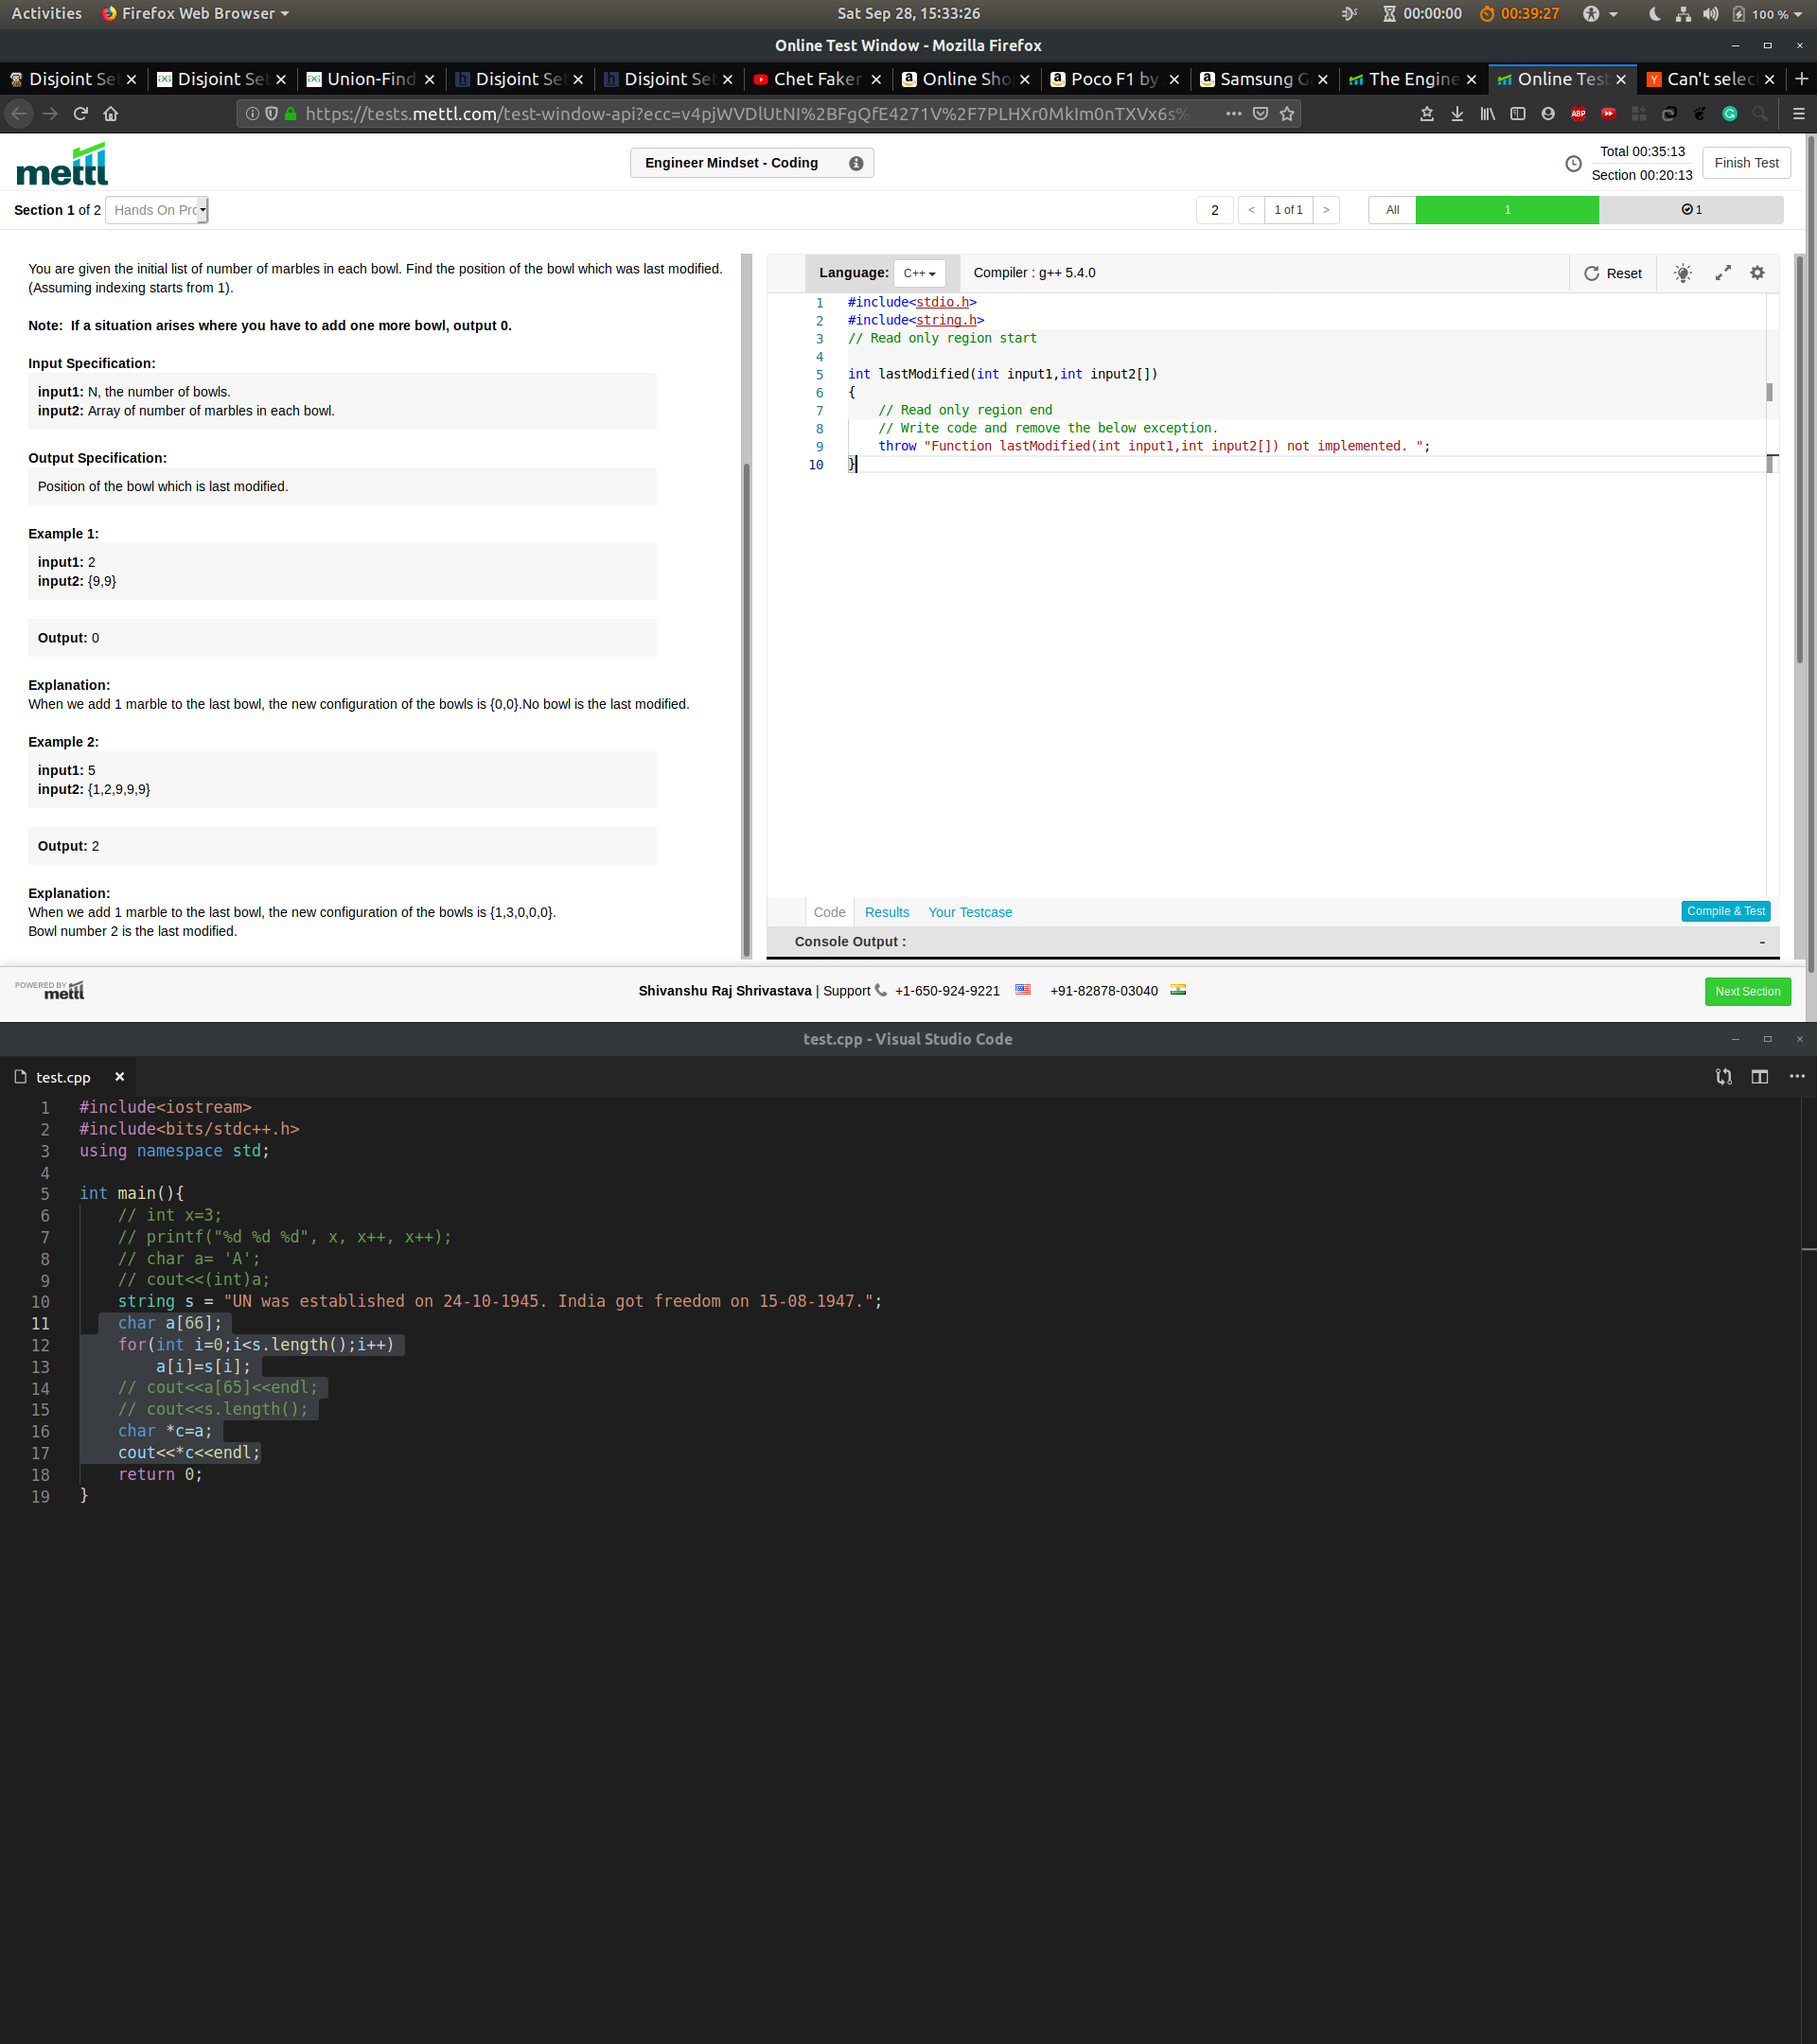 Activities Firefox Web Browser Sat Sep 28, 15:33:26 00:00:00 00:39:27 100 %
Online Test Window - Mozilla Firefox
Disjoint Set Disjoint Set Union-Find Disjoint Set Disjoint Set Chet Faker Online Sho Poco F1 by Samsung G The Engine Online Test Can't selec
https://tests.mettl.com/test-window-api?ecc=v4pjWVDlUtNI%2BFgQfE4271V%2F7PLHXr0MkIm0nTXVx6s%
mettl
Engineer Mindset - Coding
Total 00:35:13
Section 00:20:13
Finish Test
Section 1 of 2 Hands On Pro
2 < 1 of 1 > All 1 1
You are given the initial list of number of marbles in each bowl. Find the position of the bowl which was last modified.
(Assuming indexing starts from 1).
Note: If a situation arises where you have to add one more bowl, output 0.
Input Specification:
input1: N, the number of bowls.
input2: Array of number of marbles in each bowl.
Output Specification:
Position of the bowl which is last modified.
Example 1:
input1: 2
input2: {9,9}
Output: 0
Explanation:
When we add 1 marble to the last bowl, the new configuration of the bowls is {0,0}.No bowl is the last modified.
Example 2:
input1: 5
input2: {1,2,9,9,9}
Output: 2
Explanation:
When we add 1 marble to the last bowl, the new configuration of the bowls is {1,3,0,0,0}.
Bowl number 2 is the last modified.
Language: C++ Compiler : g++ 5.4.0 Reset
1 #include<stdio.h>
2 #include<string.h>
3 // Read only region start
4
5 int lastModified(int input1,int input2[])
6 {
7 // Read only region end
8 // Write code and remove the below exception.
9 throw "Function lastModified(int input1,int input2[]) not implemented. ";
10 }
Code Results Your Testcase Compile & Test
Console Output : -
POWERED BY
mettl
Shivanshu Raj Shrivastava | Support +1-650-924-9221 +91-82878-03040
Next Section
test.cpp - Visual Studio Code
test.cpp
1 #include<iostream>
2 #include<bits/stdc++.h>
3 using namespace std;
4
5 int main(){
6 // int x=3;
7 // printf("%d %d %d", x, x++, x++);
8 // char a= 'A';
9 // cout<<(int)a;
10 string s = "UN was established on 24-10-1945. India got freedom on 15-08-1947.";
11 char a[66];
12 for(int i=0;i<s.length();i++)
13 a[i]=s[i];
14 // cout<<a[65]<<endl;
15 // cout<<s.length();
16 char *c=a;
17 cout<<*c<<endl;
18 return 0;
19 }